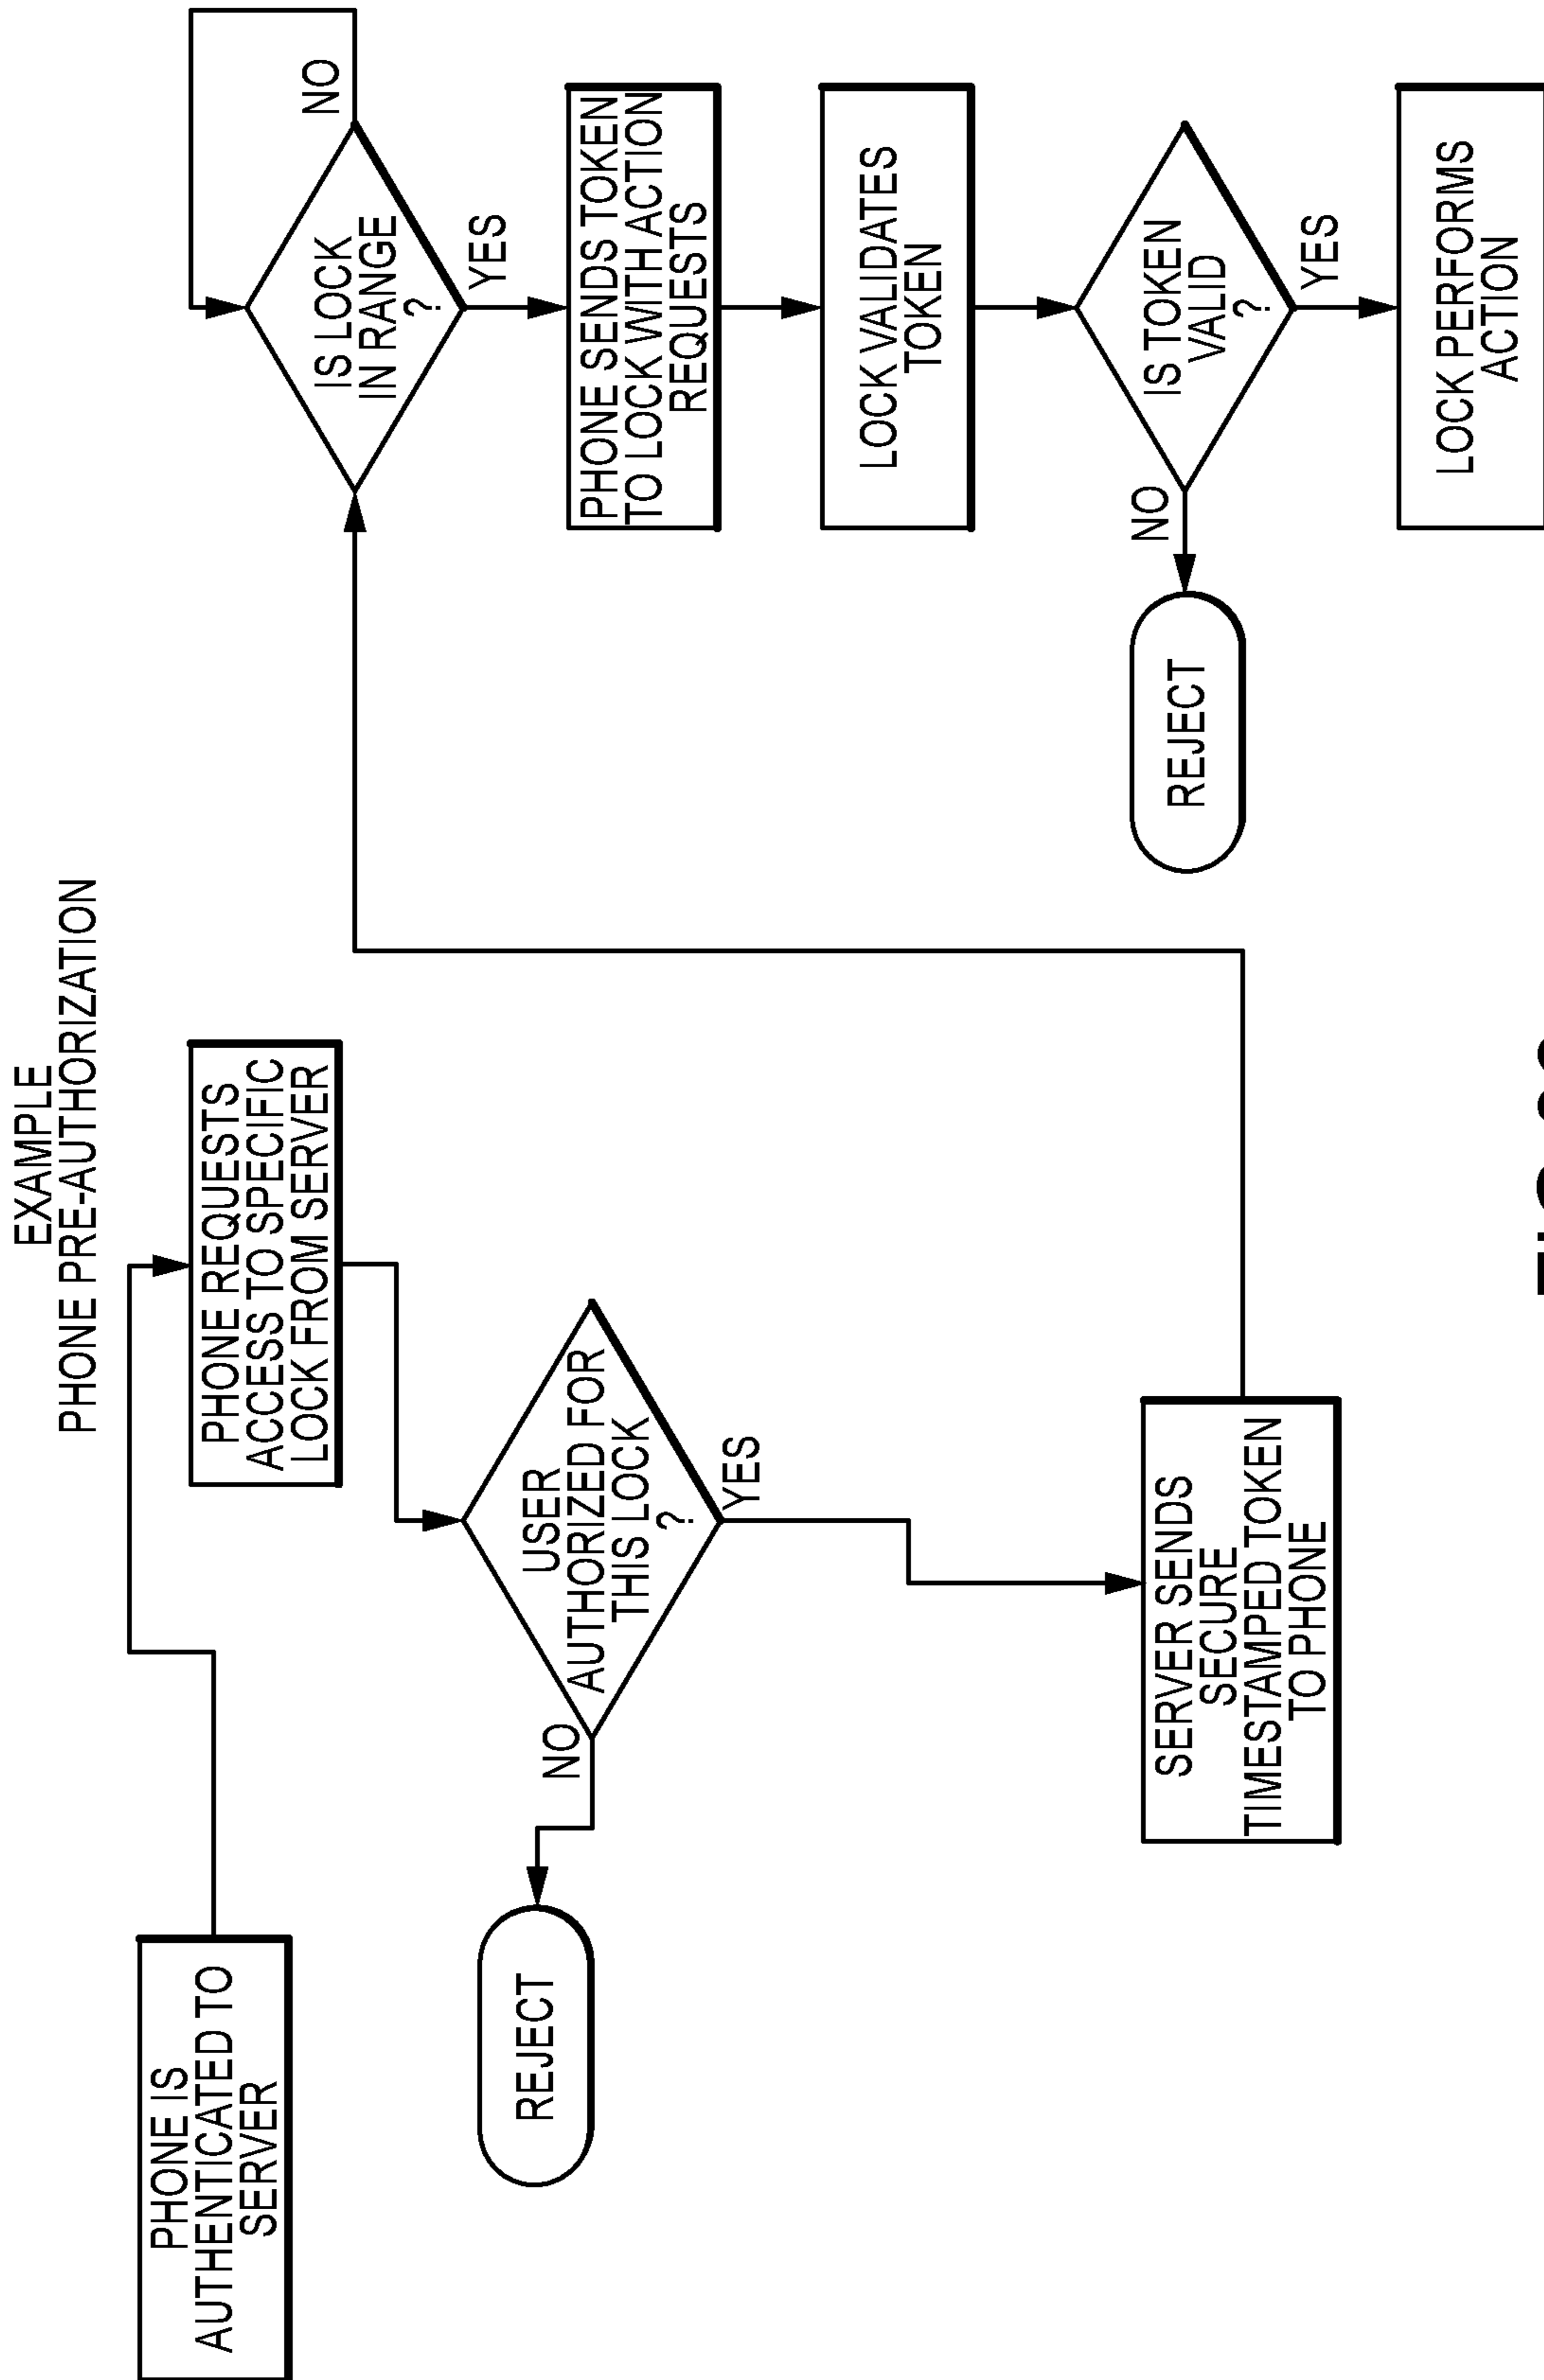 EXAMPLE
PHONE PRE-AUTHORIZATION
PHONE IS
AUTHENTICATED TO
SERVER
PHONE REQUESTS
ACCESS TO SPECIFIC
LOCK FROM SERVER
USER
AUTHORIZED FOR
THIS LOCK
?
NO
YES
REJECT
SERVER SENDS
SECURE
TIMESTAMPED TOKEN
TO PHONE
IS LOCK
IN RANGE
?
NO
YES
PHONE SENDS TOKEN
TO LOCK WITH ACTION
REQUESTS
LOCK VALIDATES
TOKEN
IS TOKEN
VALID
?
NO
YES
REJECT
LOCK PERFORMS
ACTION